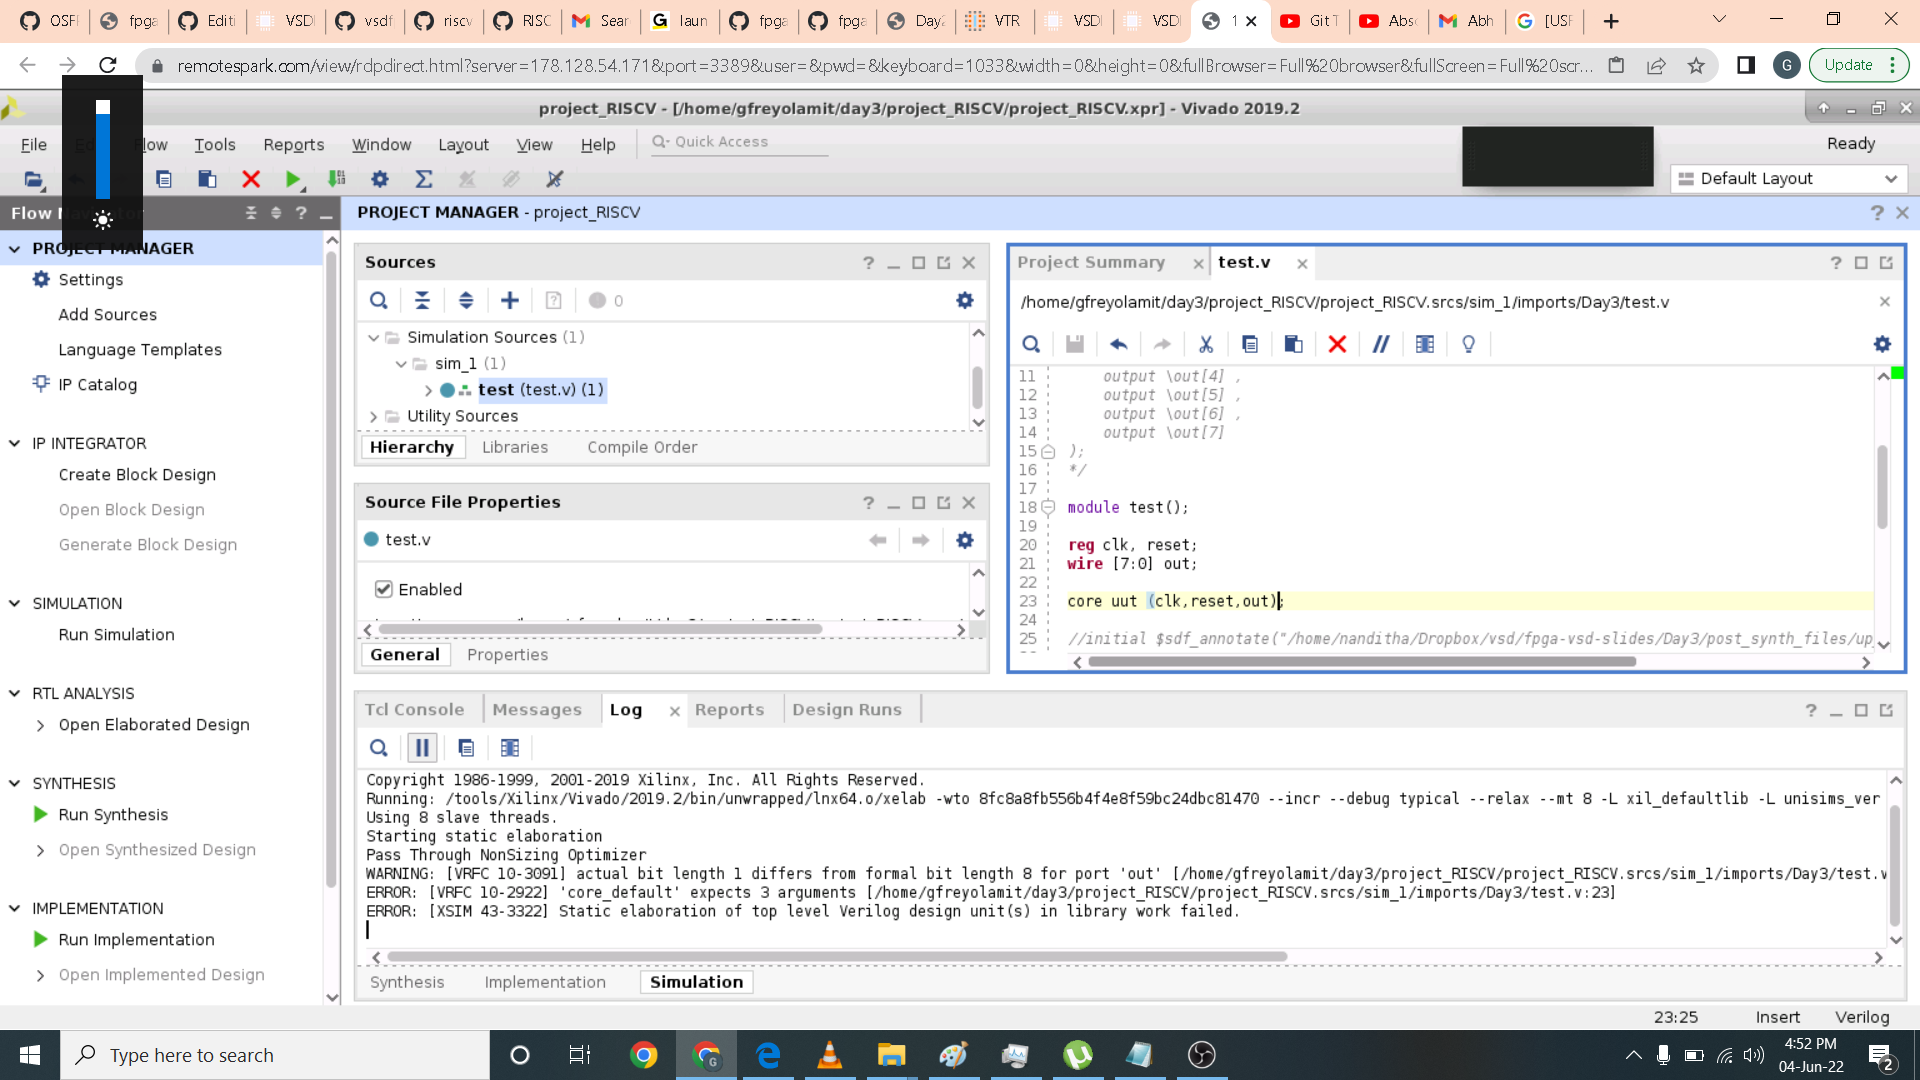 OSF
fpga
Editi
VSD
vsdf
riscv
RISC
Sear
laun
fpga
fpga
Day
VTR
VSD
VSD
1
Git T
Abs
Abh
[USF
remotespark.com/view/rdpdirect.html?server=178.128.54.171&port=3389&user=&pwd=&keyboard=1033&width=0&height=0&fullBrowser=Full%20browser&fullScreen=Full%20scr...
G
Update
project_RISCV - [/home/gfreyolamit/day3/project_RISCV/project_RISCV.xpr] - Vivado 2019.2
File
Flow
Tools
Reports
Window
Layout
View
Help
Quick Access
Ready
Default Layout
Flow
PROJECT MANAGER - project_RISCV
PROJECT MANAGER
Settings
Add Sources
Language Templates
IP Catalog
IP INTEGRATOR
Create Block Design
Open Block Design
Generate Block Design
SIMULATION
Run Simulation
RTL ANALYSIS
Open Elaborated Design
SYNTHESIS
Run Synthesis
Open Synthesized Design
IMPLEMENTATION
Run Implementation
Open Implemented Design
Sources
0
Simulation Sources (1)
sim_1 (1)
test (test.v) (1)
Utility Sources
Hierarchy Libraries Compile Order
Source File Properties
test.v
Enabled
General Properties
Project Summary
test.v
/home/gfreyolamit/day3/project_RISCV/project_RISCV.srcs/sim_1/imports/Day3/test.v
11 output \out[4] ,
12 output \out[5] ,
13 output \out[6] ,
14 output \out[7]
15 );
16 */
17
18 module test();
19
20 reg clk, reset;
21 wire [7:0] out;
22
23 core uut (clk,reset,out);
24
25 //initial $sdf_annotate("/home/nanditha/Dropbox/vsd/fpga-vsd-slides/Day3/post_synth_files/up_
Tcl Console
Messages
Log
Reports
Design Runs
Copyright 1986-1999, 2001-2019 Xilinx, Inc. All Rights Reserved.
Running: /tools/Xilinx/Vivado/2019.2/bin/unwrapped/lnx64.o/xelab -wto 8fc8a8fb556b4f4e8f59bc24dbc81470 --incr --debug typical --relax --mt 8 -L xil_defaultlib -L unisims_ver
Using 8 slave threads.
Starting static elaboration
Pass Through NonSizing Optimizer
WARNING: [VRFC 10-3091] actual bit length 1 differs from formal bit length 8 for port 'out' [/home/gfreyolamit/day3/project_RISCV/project_RISCV.srcs/sim_1/imports/Day3/test.v
ERROR: [VRFC 10-2922] 'core_default' expects 3 arguments [/home/gfreyolamit/day3/project_RISCV/project_RISCV.srcs/sim_1/imports/Day3/test.v:23]
ERROR: [XSIM 43-3322] Static elaboration of top level Verilog design unit(s) in library work failed.
Synthesis Implementation Simulation
23:25 Insert Verilog
Type here to search
4:52 PM
04-Jun-22
2